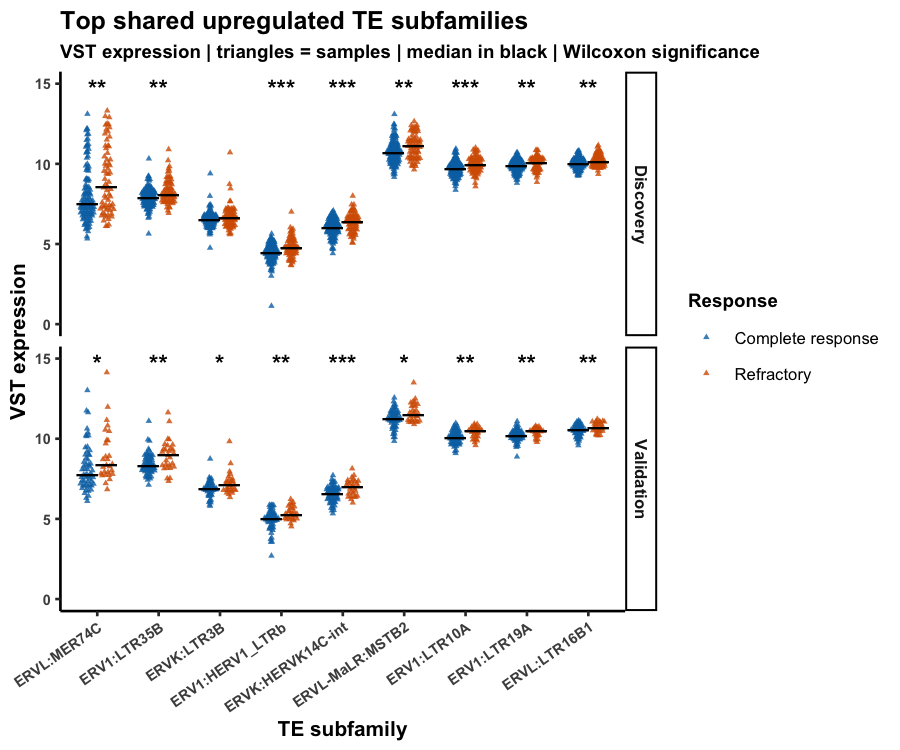 Top shared upregulated TE subfamilies
VST expression | triangles = samples | median in black | Wilcoxon significance
15
10
5
0
** ** *** *** ** *** ** **
Discovery
VST expression
15
10
5
0
* ** * ** *** * ** ** **
Validation
ERVL:MER74C
ERV1:LTR35B
ERVK:LTR3B
ERV1:HERV1_LTRb
ERVK:HERVK14C-int
ERVL-MaLR:MSTB2
ERV1:LTR10A
ERV1:LTR19A
ERVL:LTR16B1
TE subfamily
Response
Complete response
Refractory